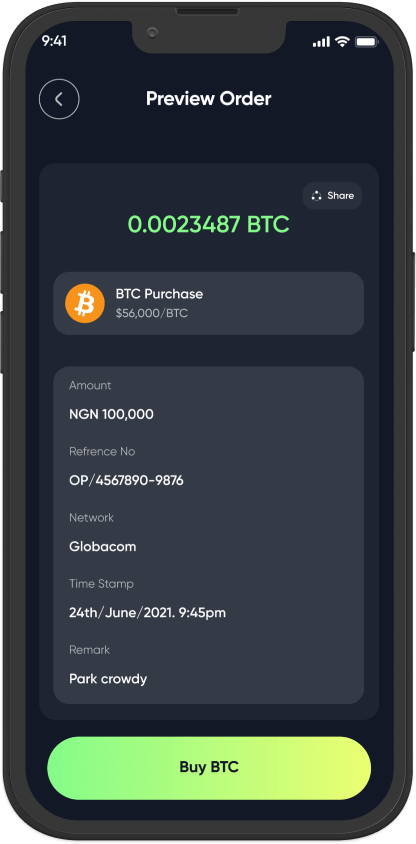 9:41
Preview Order
Share
0.0023487 BTC
BTC Purchase
$56,000/BTC
Amount
NGN 100,000
Refrence No
OP/4567890-9876
Network
Globacom
Time Stamp
24th/June/2021. 9:45pm
Remark
Park crowdy
Buy BTC